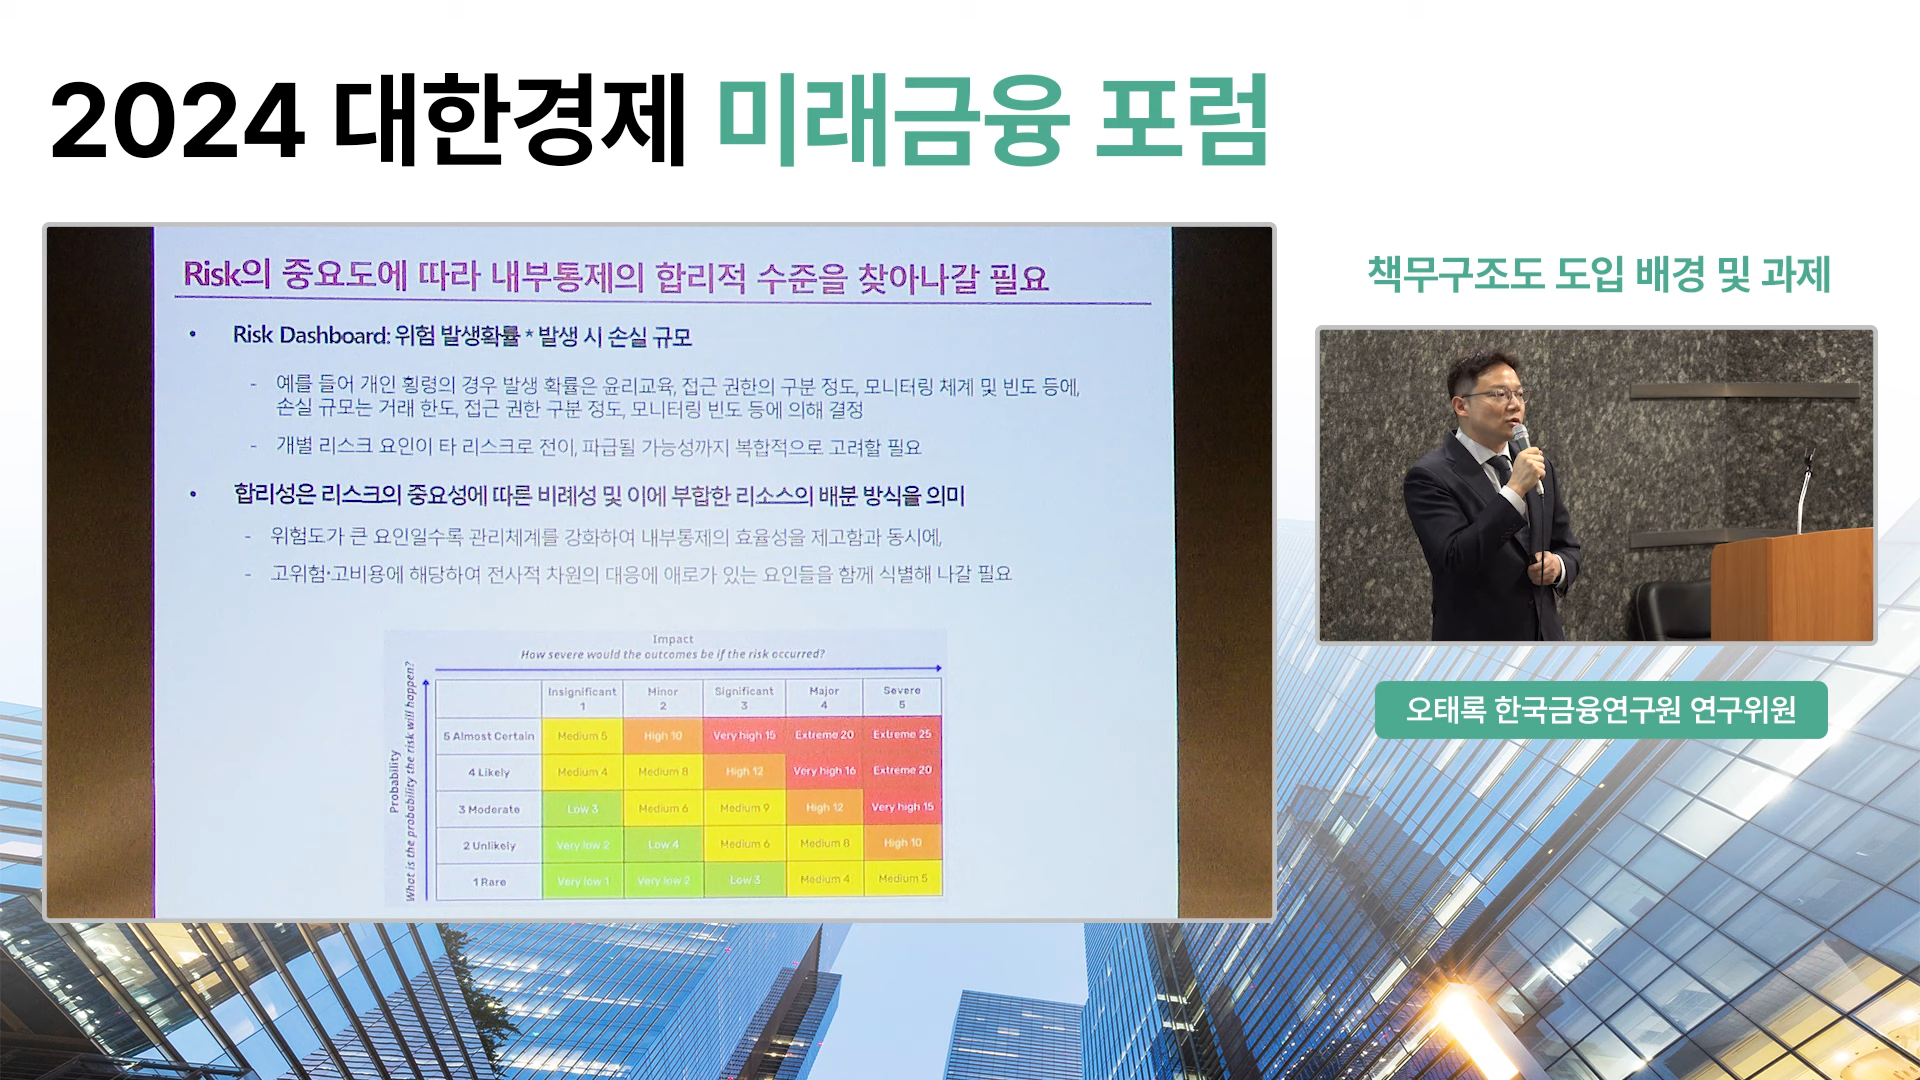 2024 대한경제 미래금융 포럼
Risk의 중요도에 따라 내부통제의 합리적 수준을 찾아나갈 필요
• Risk Dashboard: 위험 발생확률 * 발생 시 손실 규모
- 예를 들어 개인 횡령의 경우 발생 확률은 윤리교육, 접근 권한의 구분 정도, 모니터링 체계 및 빈도 등에,
손실 규모는 거래 한도, 접근 권한 구분 정도, 모니터링 빈도 등에 의해 결정
- 개별 리스크 요인이 타 리스크로 전이, 파급될 가능성까지 복합적으로 고려할 필요
• 합리성은 리스크의 중요성에 따른 비례성 및 이에 부합한 리소스의 배분 방식을 의미
- 위험도가 큰 요인일수록 관리체계를 강화하여 내부통제의 효율성을 제고함과 동시에,
- 고위험·고비용에 해당하여 전사적 차원의 대응에 애로가 있는 요인들을 함께 식별해 나갈 필요
Impact
How severe would the outcomes be if the risk occurred?
Probability
What is the probability the risk will happen?
Insignificant 1 Minor 2 Significant 3 Major 4 Severe 5
5 Almost Certain Medium 5 High 10 Very high 15 Extreme 20 Extreme 25
4 Likely Medium 4 Medium 8 High 12 Very high 16 Extreme 20
3 Moderate Low 3 Medium 6 Medium 9 High 12 Very high 15
2 Unlikely Very low 2 Low 4 Medium 6 Medium 8 High 10
1 Rare Very low 1 Very low 2 Low 3 Medium 4 Medium 5
책무구조도 도입 배경 및 과제
오태록 한국금융연구원 연구위원